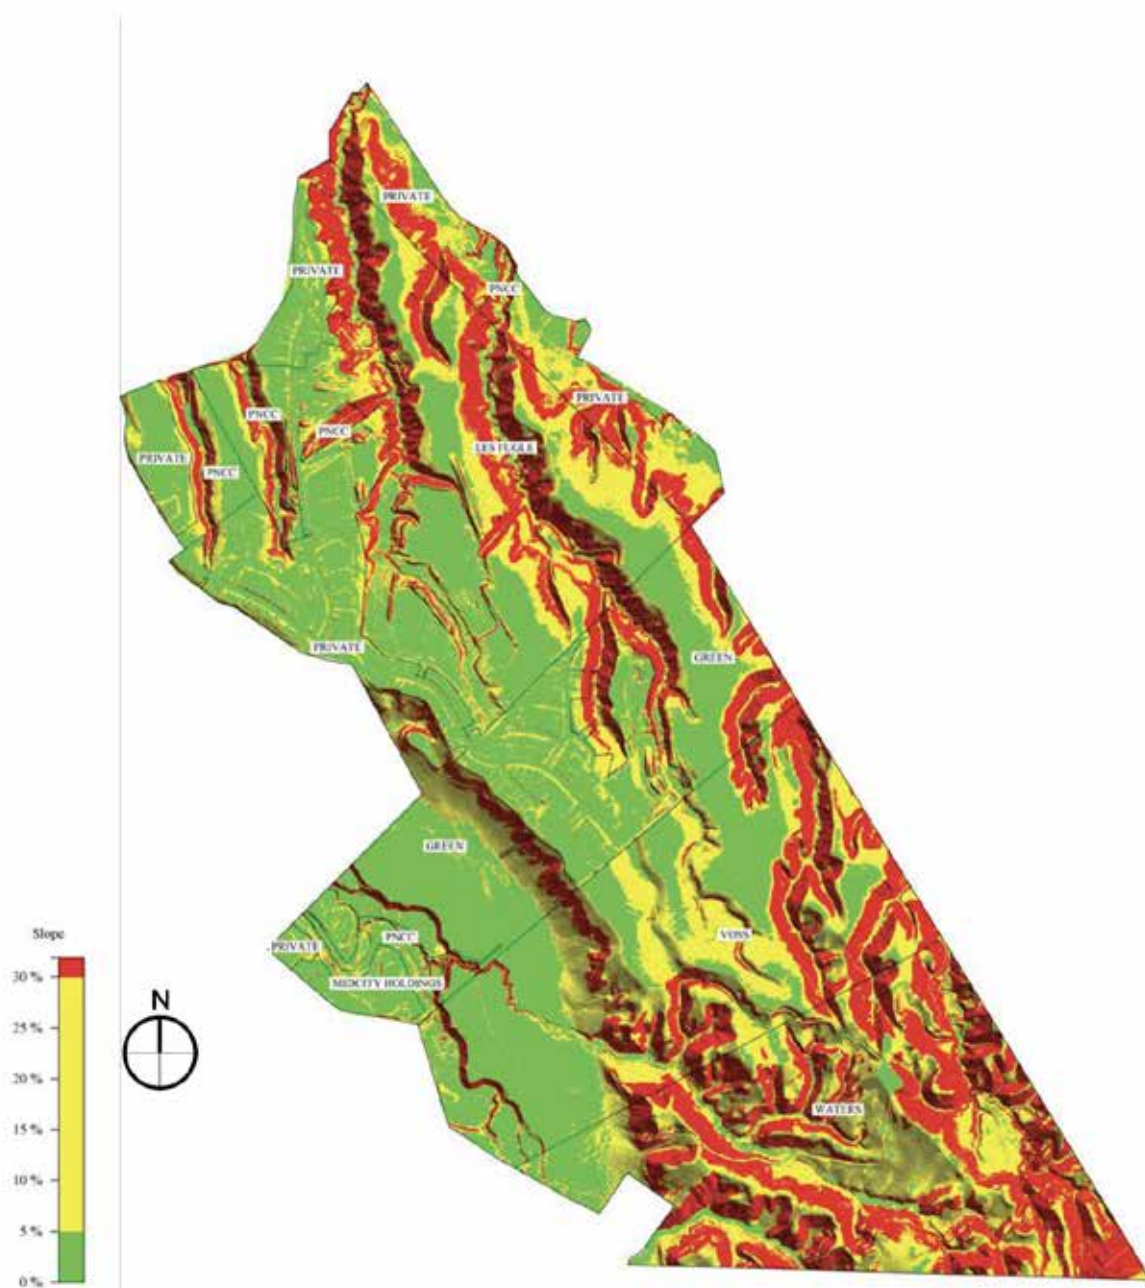 PRIVATE
PRIVATE
PNCC
PRIVATE
PNCC
PNCC
LES FUGLE
PRIVATE
PNCC
PRIVATE
GREEN
GREEN
VOSS
PNCC
PRIVATE
MIDCITY HOLDINGS
WATERS
Slope
30 %
25%
20 %
15%
10 %
5 %
0 %
N